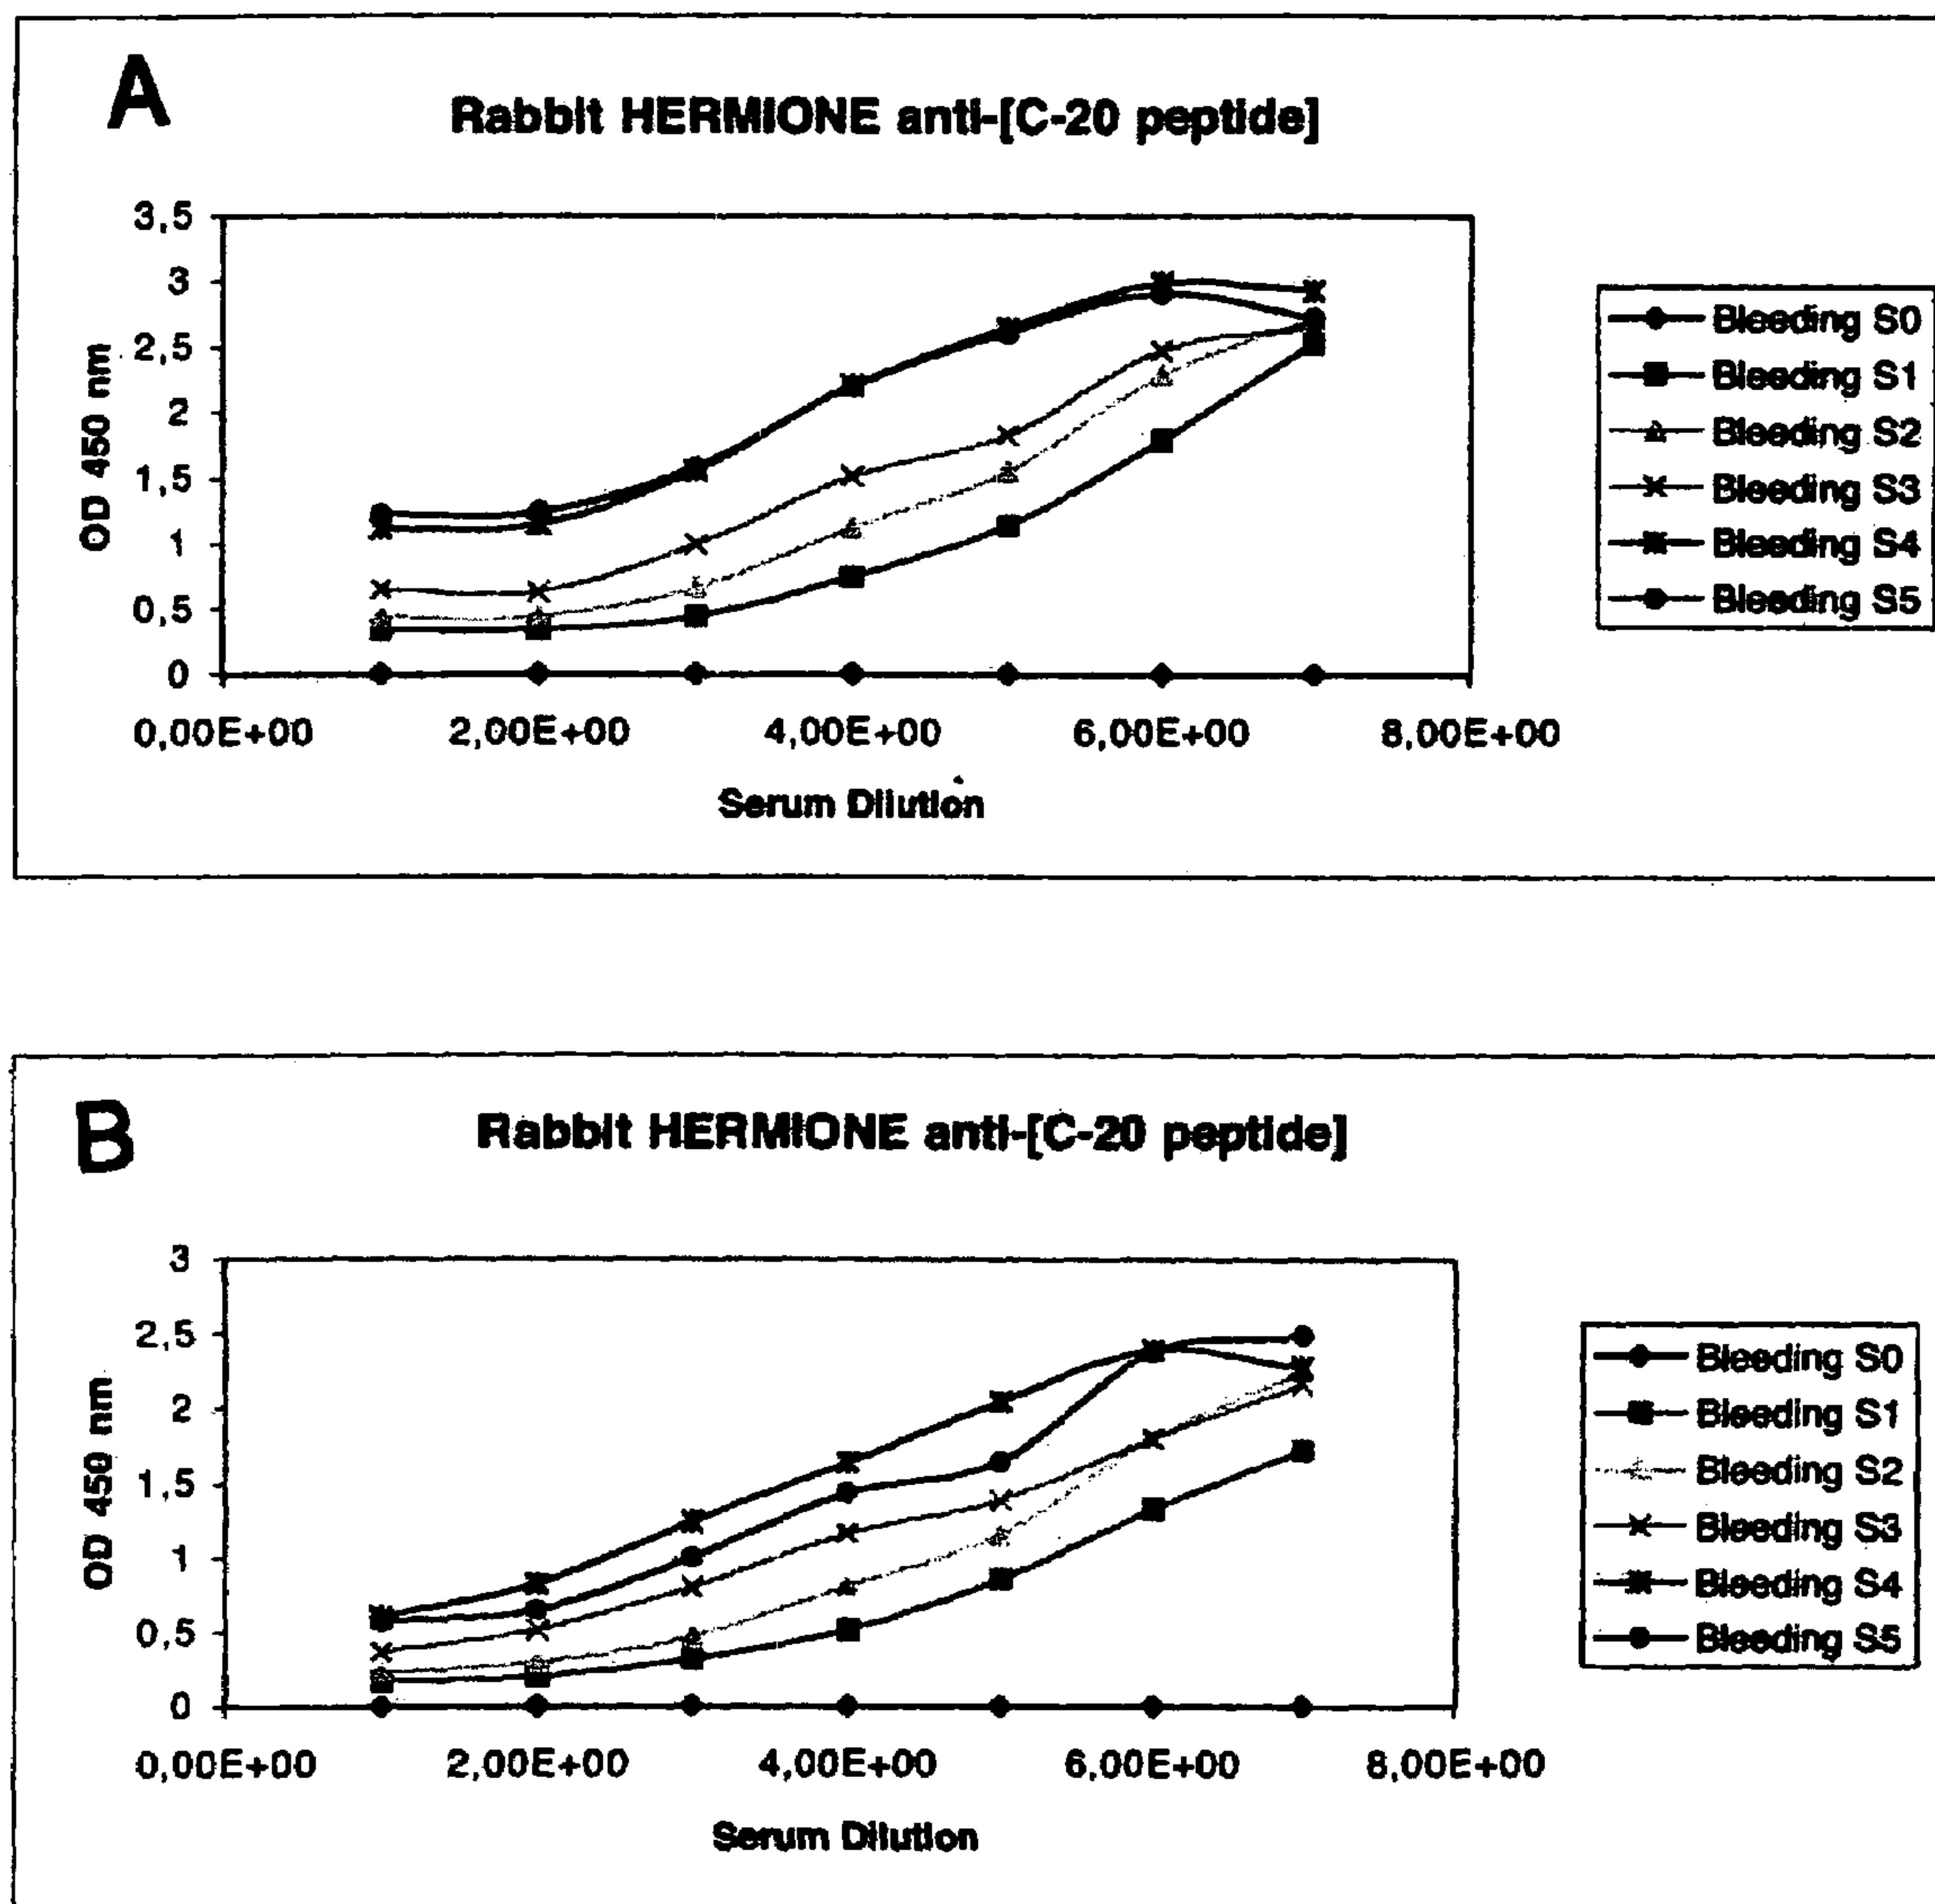 A
Rabbit HERMIONE anti-[C-20 peptide]
3,5
3
2,5
2
1,5
1
0,5
0
OD 450 nm
0,00E+00 2,00E+00 4,00E+00 6,00E+00 8,00E+00
Serum Dilution
Bleeding S0
Bleeding S1
Bleeding S2
Bleeding S3
Bleeding S4
Bleeding S5
B
Rabbit HERMIONE anti-[C-20 peptide]
3
2,5
2
1,5
1
0,5
0
OD 450 nm
0,00E+00 2,00E+00 4,00E+00 6,00E+00 8,00E+00
Serum Dilution
Bleeding S0
Bleeding S1
Bleeding S2
Bleeding S3
Bleeding S4
Bleeding S5